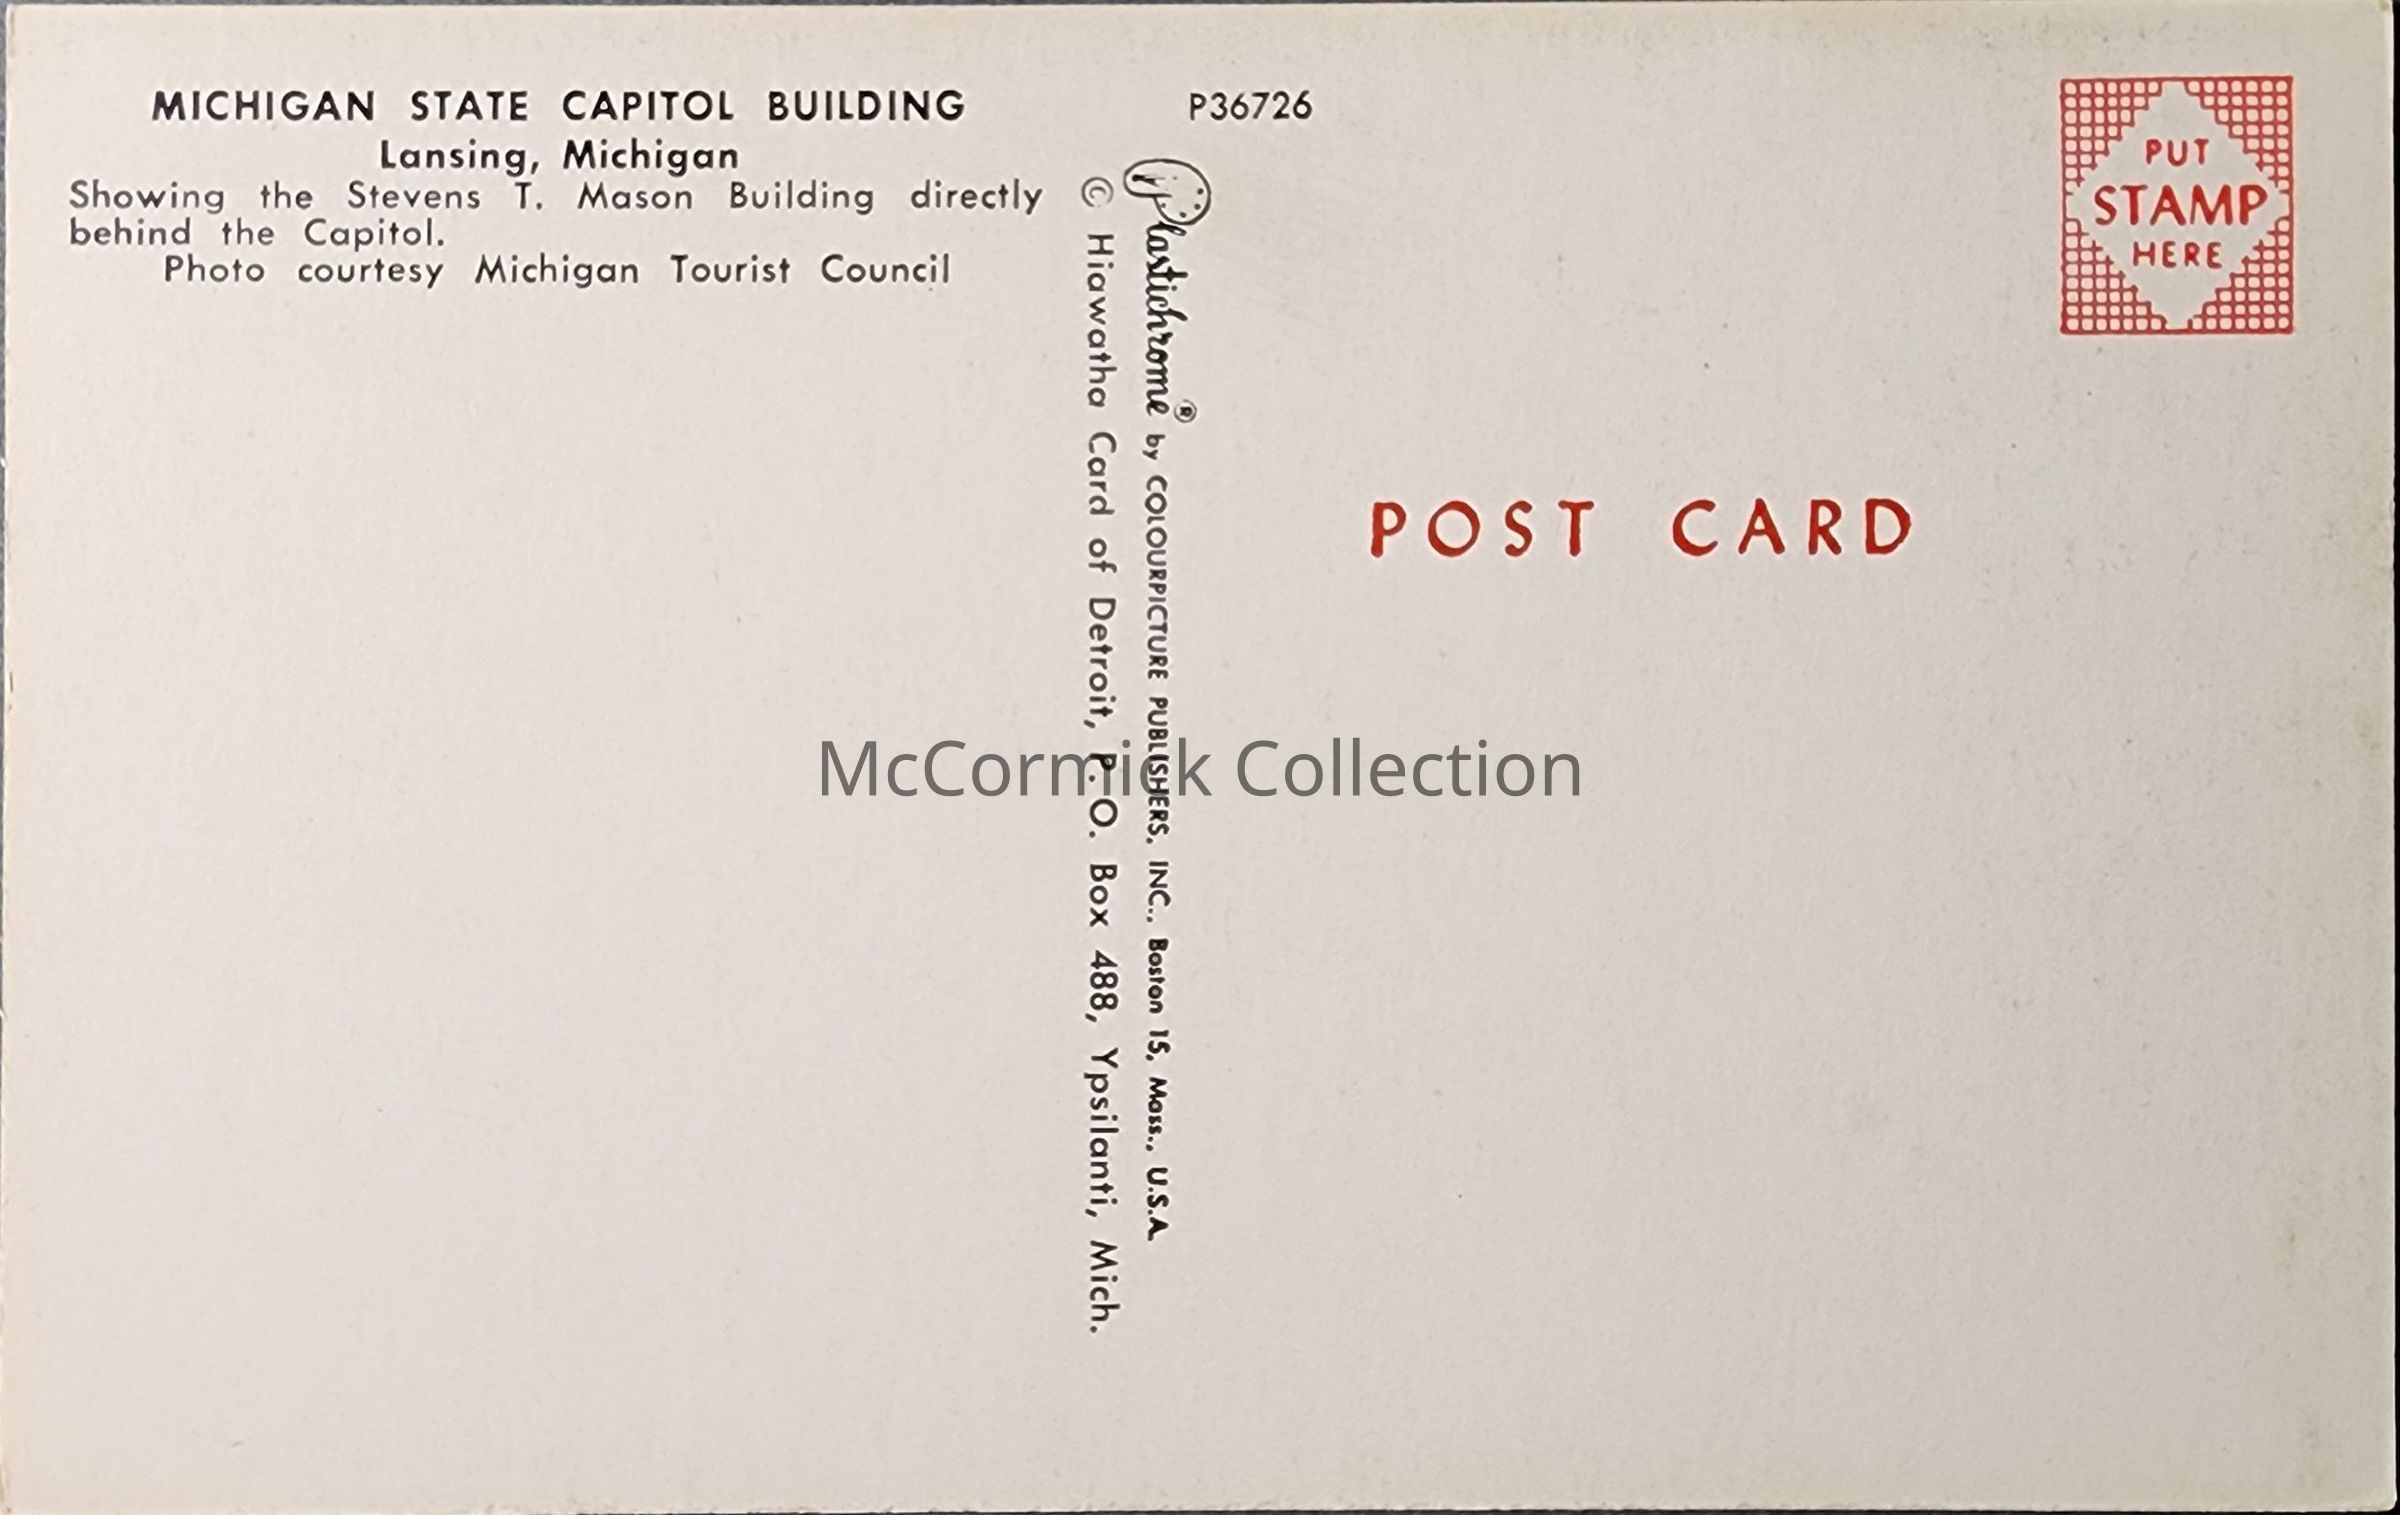 MICHIGAN STATE CAPITOL BUILDING
Lansing, Michigan
Showing the Stevens T. Mason Building directly
behind the Capitol.
Photo courtesy Michigan Tourist Council
P36726
Plastichrome® by COLOURPICTURE PUBLISHERS, INC., Boston 15, Mass., U.S.A.
© Hiawatha Card of Detroit, P. O. Box 488, Ypsilanti, Mich.
PUT
STAMP
HERE
POST CARD
McCormick Collection